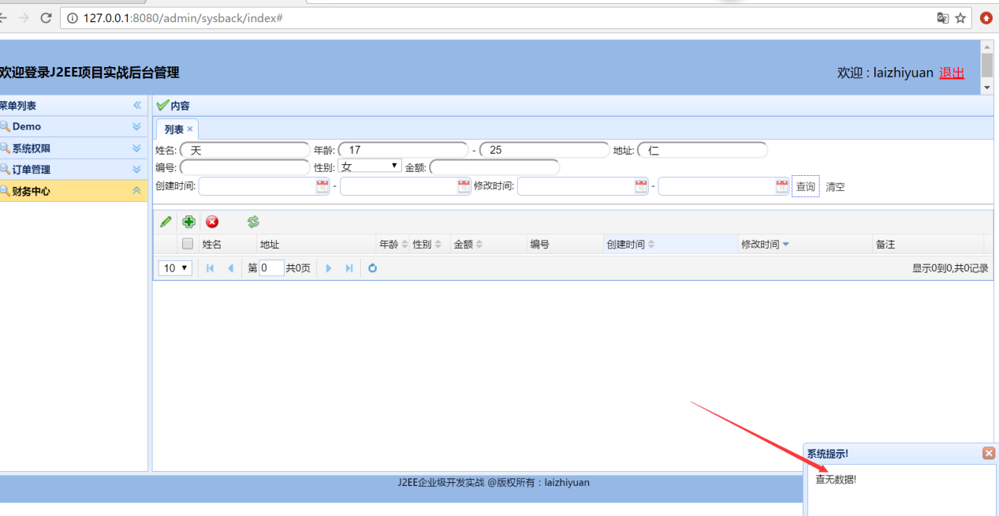 127.0.0.1:8080/admin/sysback/index#
欢迎登录J2EE项目实战后台管理
欢迎 : laizhiyuan 退出
菜单列表
内容
Demo
列表
系统权限
姓名: 天 年龄: 17 - 25 地址: 仁
订单管理
编号: 性别: 女 金额:
财务中心
创建时间: - 修改时间: - 查询 清空
姓名 地址 年龄 性别 金额 编号 创建时间 修改时间 备注
10 第 0 共0页 显示0到0,共0记录
系统提示!
查无数据!
J2EE企业级开发实战 @版权所有 : laizhiyuan